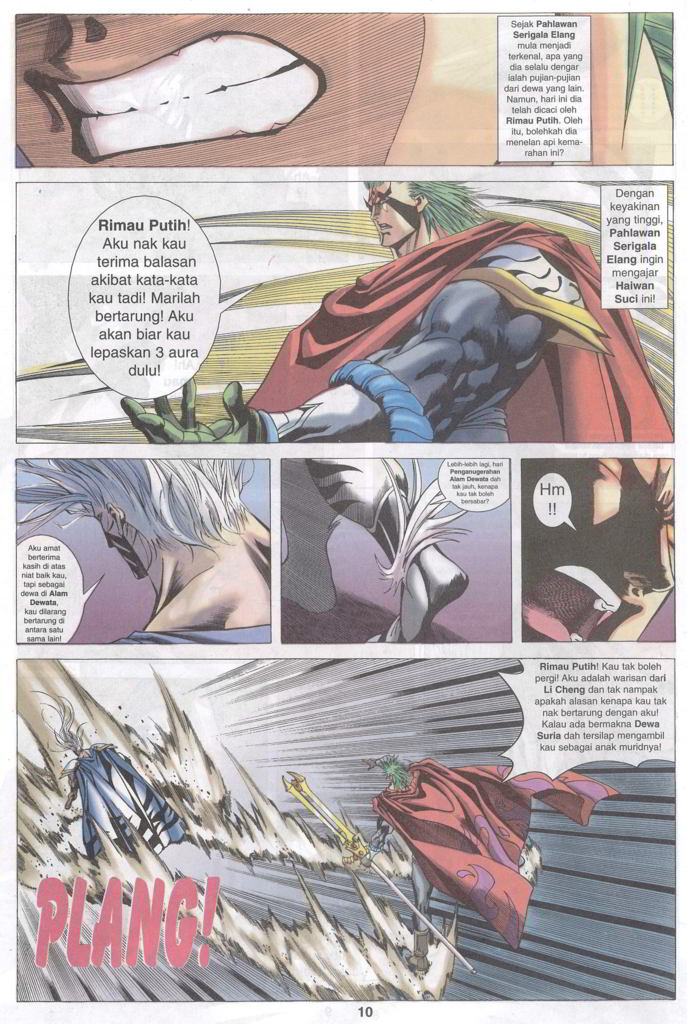 Sejak Pahlawan
Serigala Elang
mula menjadi
terkenal, apa yang
dia selalu dengar
ialah pujian-pujian
dari dewa yang lain.
Namun, hari ini dia
telah dicaci oleh
Rimau Putih. Oleh
itu, bolehkah dia
menelan api kema-
rahan ini?
Rimau Putih!
Aku nak kau
terima balasan
akibat kata-kata
kau tadi! Marilah
bertarung! Aku
akan biar kau
lepaskan 3 aura
dulu!
Dengan
keyakinan
yang tinggi,
Pahlawan
Serigala
Elang ingin
mengajar
Haiwan
Suci ini!
Aku amat
berterima
kasih di atas
niat baik kau,
tapi sebagai
dewa di Alam
Dewata,
kau dilarang
bertarung di
antara satu
sama lain!
Lebih-lebih lagi, hari
Penganugerahan
Alam Dewata dah
tak jauh, kenapa
kau tak boleh
bersabar?
Hm
!!
Rimau Putih! Kau tak boleh
pergi! Aku adalah warisan dari
Li Cheng dan tak nampak
apakah alasan kenapa kau tak
nak bertarung dengan aku!
Kalau ada bermakna Dewa
Suria dah tersilap mengambil
kau sebagai anak muridnya!
PLANG!
10